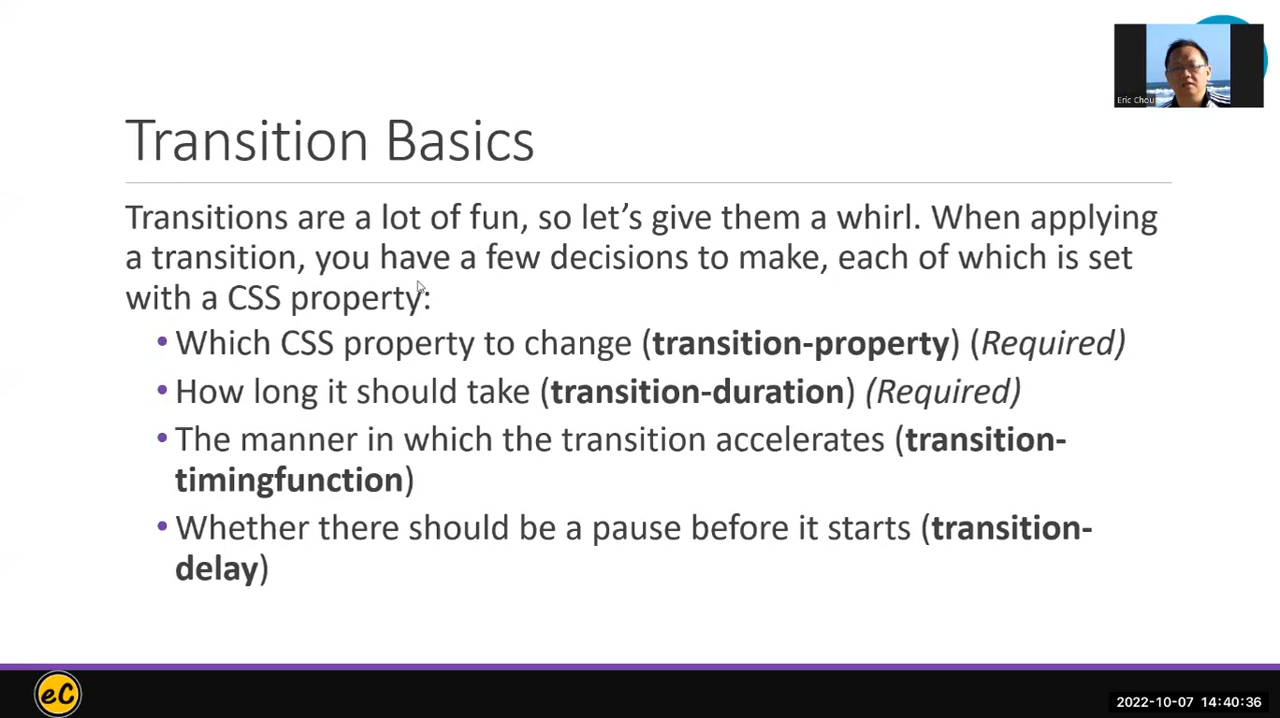 Eric Chou
Transition Basics
Transitions are a lot of fun, so let’s give them a whirl. When applying
a transition, you have a few decisions to make, each of which is set
with a CSS property:
• Which CSS property to change (transition-property) (Required)
• How long it should take (transition-duration) (Required)
• The manner in which the transition accelerates (transition-
timingfunction)
• Whether there should be a pause before it starts (transition-
delay)
eC
2022-10-07 14:40:36